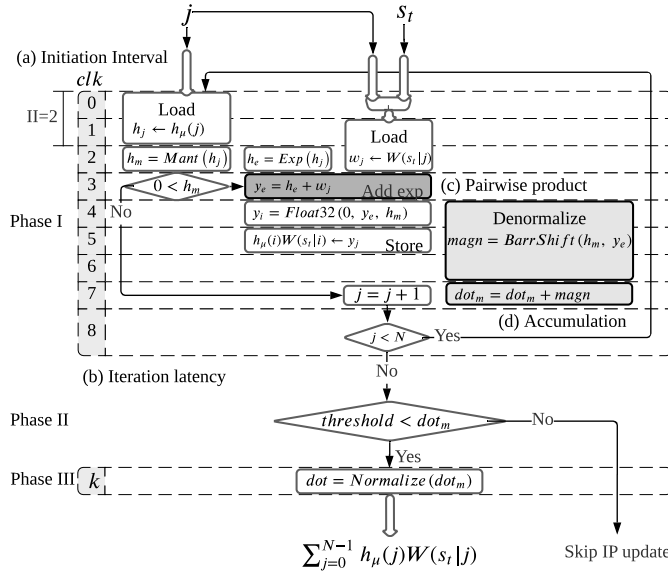 j
s_t
(a) Initiation Interval
clk
0
Load
II=2
h_j ← h_μ(j)
1
Load
w_j ← W(s_t|j)
2
h_m = Mant(h_j)
h_e = Exp(h_j)
3
0 < h_m
y_e = h_e + w_j
Add exp
(c) Pairwise product
No
Phase I
4
y_i = Float32(0, y_e, h_m)
Denormalize
magn = BarrShift(h_m, y_e)
5
h_μ(i)W(s_t|i) ← y_j
Store
6
7
j = j + 1
dot_m = dot_m + magn
(d) Accumulation
8
j < N
Yes
(b) Iteration latency
No
Phase II
threshold < dot_m
No
Yes
Phase III
k
dot = Normalize(dot_m)
∑_{j=0}^{N−1} h_μ(j)W(s_t|j)
Skip IP update